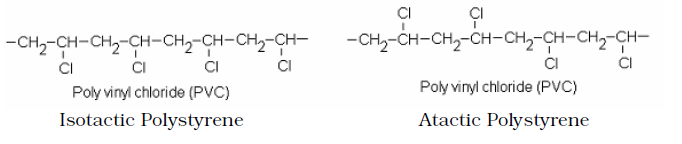 Cl Cl
-CH2-CH-CH2-CH-CH2-CH-CH2-CH- -CH2-CH-CH2-CH-CH2-CH-CH2-CH-
Cl Cl Cl Cl Cl Cl
Poly vinyl chloride (PVC) Poly vinyl chloride (PVC)
Isotactic Polystyrene Atactic Polystyrene